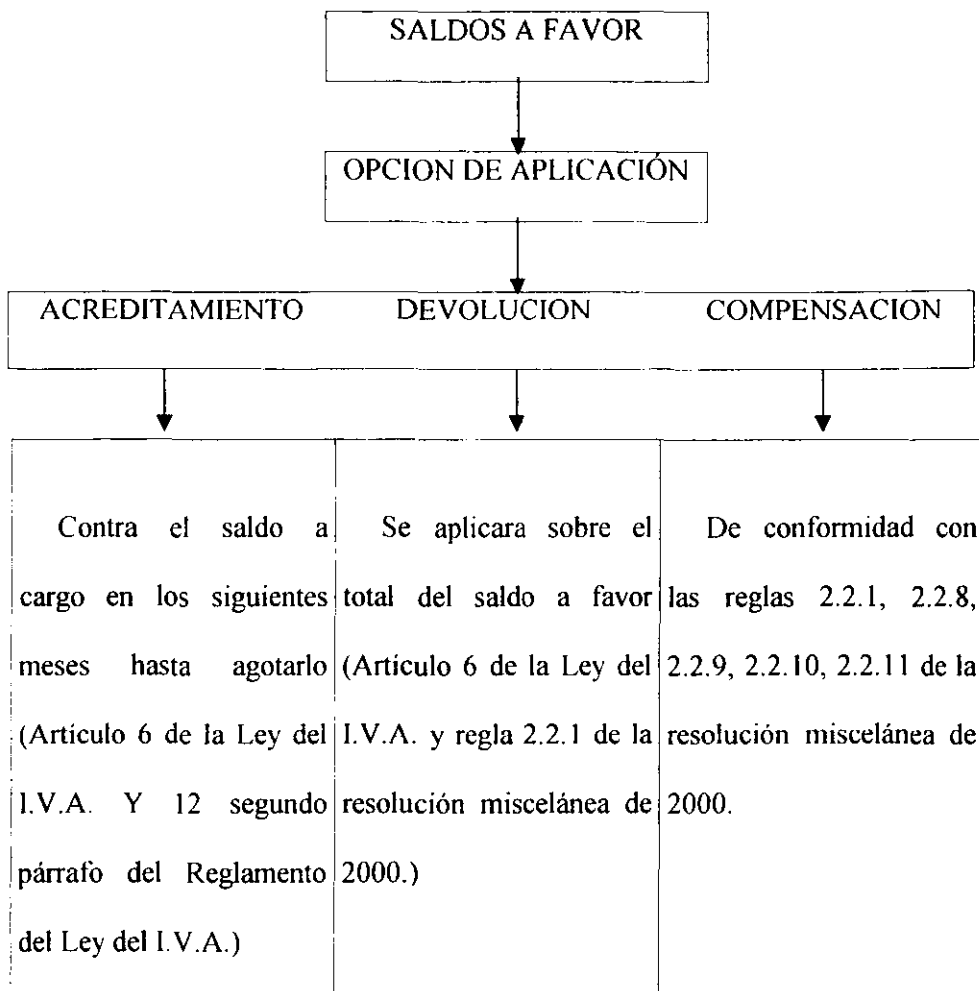 SALDOS A FAVOR
OPCION DE APLICACIÓN
ACREDITAMIENTO DEVOLUCION COMPENSACION
Contra el saldo a
cargo en los siguientes
meses hasta agotarlo
(Artículo 6 de la Ley del
I.V.A. Y 12 segundo
párrafo del Reglamento
del Ley del I.V.A.)
Se aplicara sobre el
total del saldo a favor
(Artículo 6 de la Ley del
I.V.A. y regla 2.2.1 de la
resolución miscelánea de
2000.)
De conformidad con
las reglas 2.2.1, 2.2.8,
2.2.9, 2.2.10, 2.2.11 de la
resolución miscelánea de
2000.